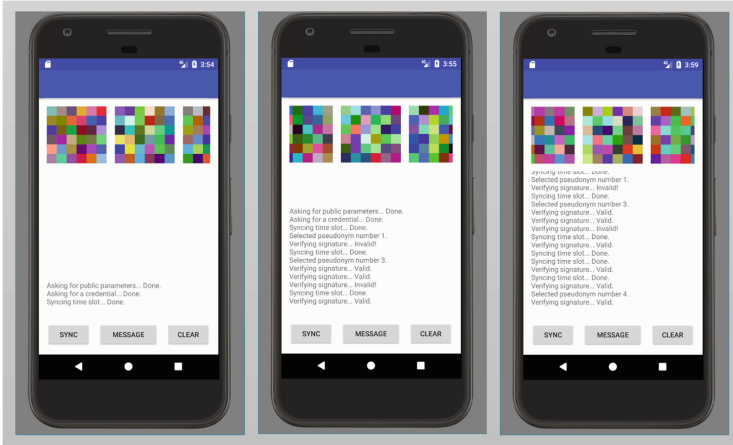 3:54
Asking for public parameters... Done.
Asking for a credential... Done.
Syncing time slot... Done.
SYNC
MESSAGE
CLEAR
3:55
Asking for public parameters... Done.
Asking for a credential... Done.
Syncing time slot... Done.
Selected pseudonym number 1.
Verifying signature... Invalid!
Syncing time slot... Done.
Selected pseudonym number 3.
Verifying signature... Valid.
Verifying signature... Valid.
Verifying signature... Invalid!
Syncing time slot... Done.
Verifying signature... Valid.
SYNC
MESSAGE
CLEAR
3:59
Syncing time slot... Done.
Selected pseudonym number 1.
Verifying signature... Invalid!
Selected pseudonym number 3.
Verifying signature... Valid.
Verifying signature... Valid.
Verifying signature... Invalid!
Syncing time slot... Done.
Verifying signature... Valid.
Syncing time slot... Done.
Syncing time slot... Done.
Verifying signature... Valid.
Verifying signature... Valid.
Syncing time slot... Done.
Verifying signature... Valid.
Selected pseudonym number 4.
Verifying signature... Valid.
SYNC
MESSAGE
CLEAR